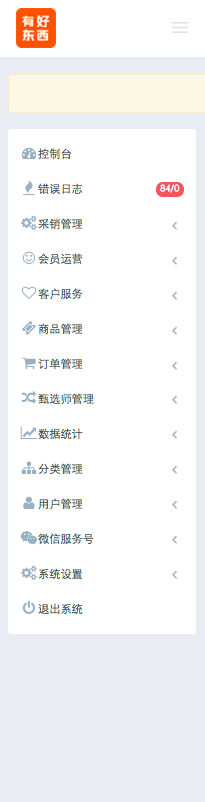 有好
东西
控制台
错误日志 84/0
采销管理
会员运营
客户服务
商品管理
订单管理
甄选师管理
数据统计
分类管理
用户管理
微信服务号
系统设置
退出系统